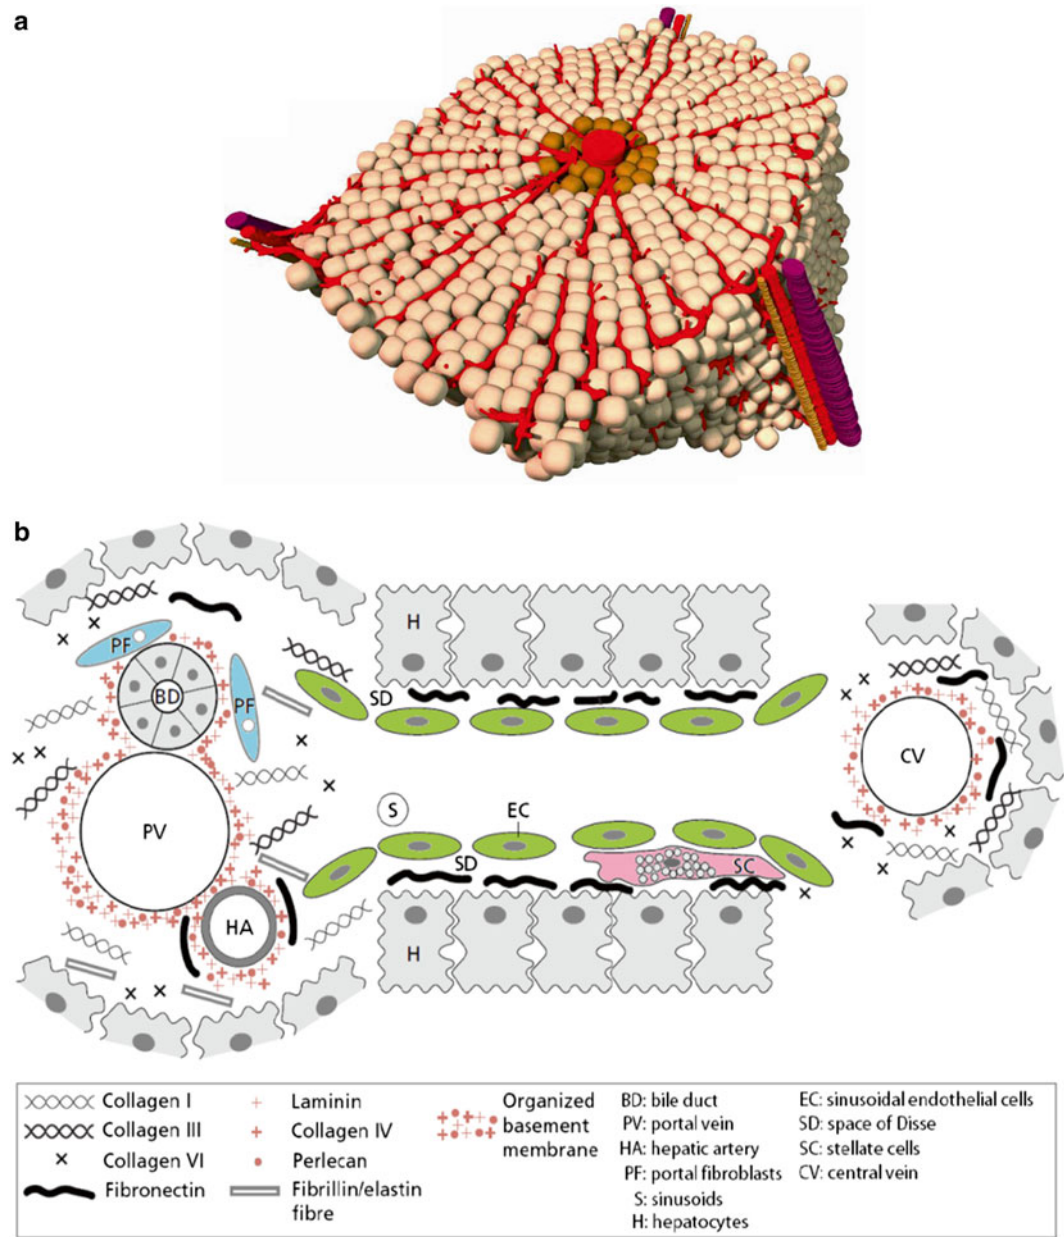 a
b
PF
BD
PF
PV
HA
H
SD
S
EC
SD
SC
H
CV
Collagen I
Collagen III
Collagen VI
Fibronectin
Laminin
Collagen IV
Perlecan
Fibrillin/elastin
fibre
Organized
basement
membrane
BD: bile duct
PV: portal vein
HA: hepatic artery
PF: portal fibroblasts
S: sinusoids
H: hepatocytes
EC: sinusoidal endothelial cells
SD: space of Disse
SC: stellate cells
CV: central vein